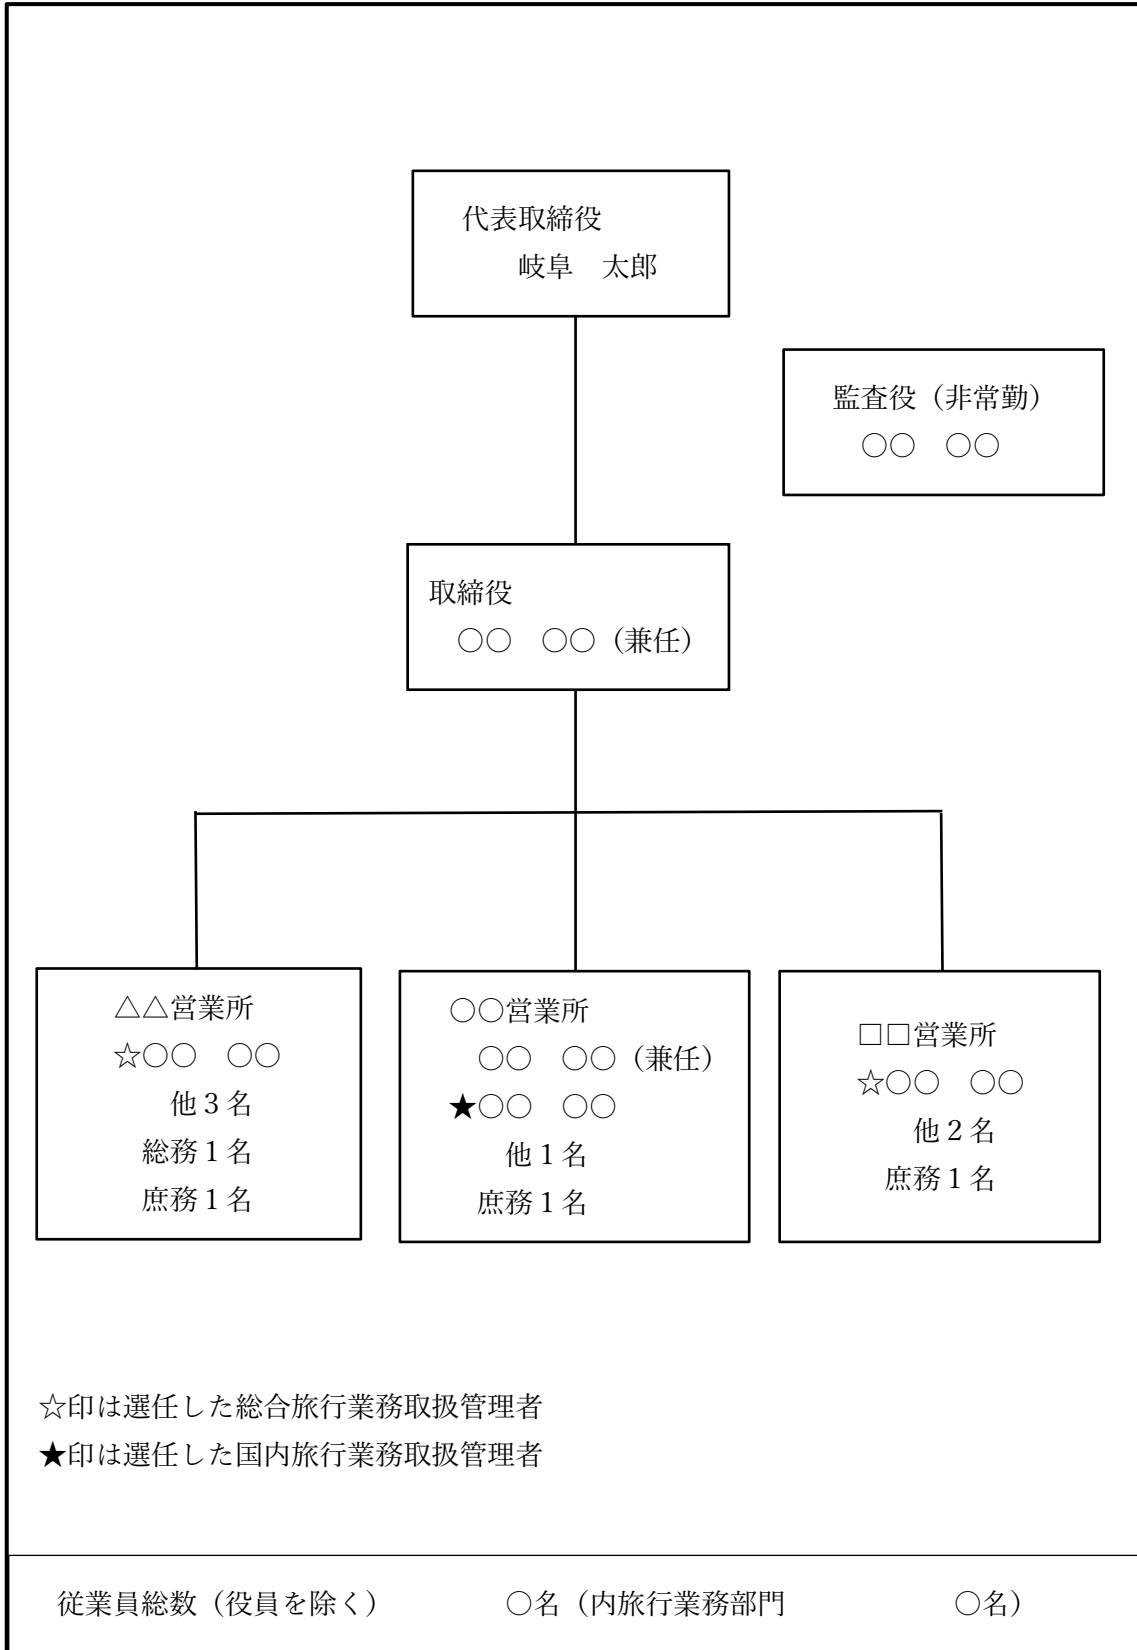 代表取締役
岐阜　太郎
監査役（非常勤）
○○　○○
取締役
○○　○○（兼任）
△△営業所
☆○○　○○
他３名
総務１名
庶務１名
○○営業所
○○　○○（兼任）
★○○　○○
他１名
庶務１名
□□営業所
☆○○　○○
他２名
庶務１名
☆印は選任した総合旅行業務取扱管理者
★印は選任した国内旅行業務取扱管理者
従業員総数（役員を除く）　　　　　○名（内旅行業務部門　　　　　　○名）